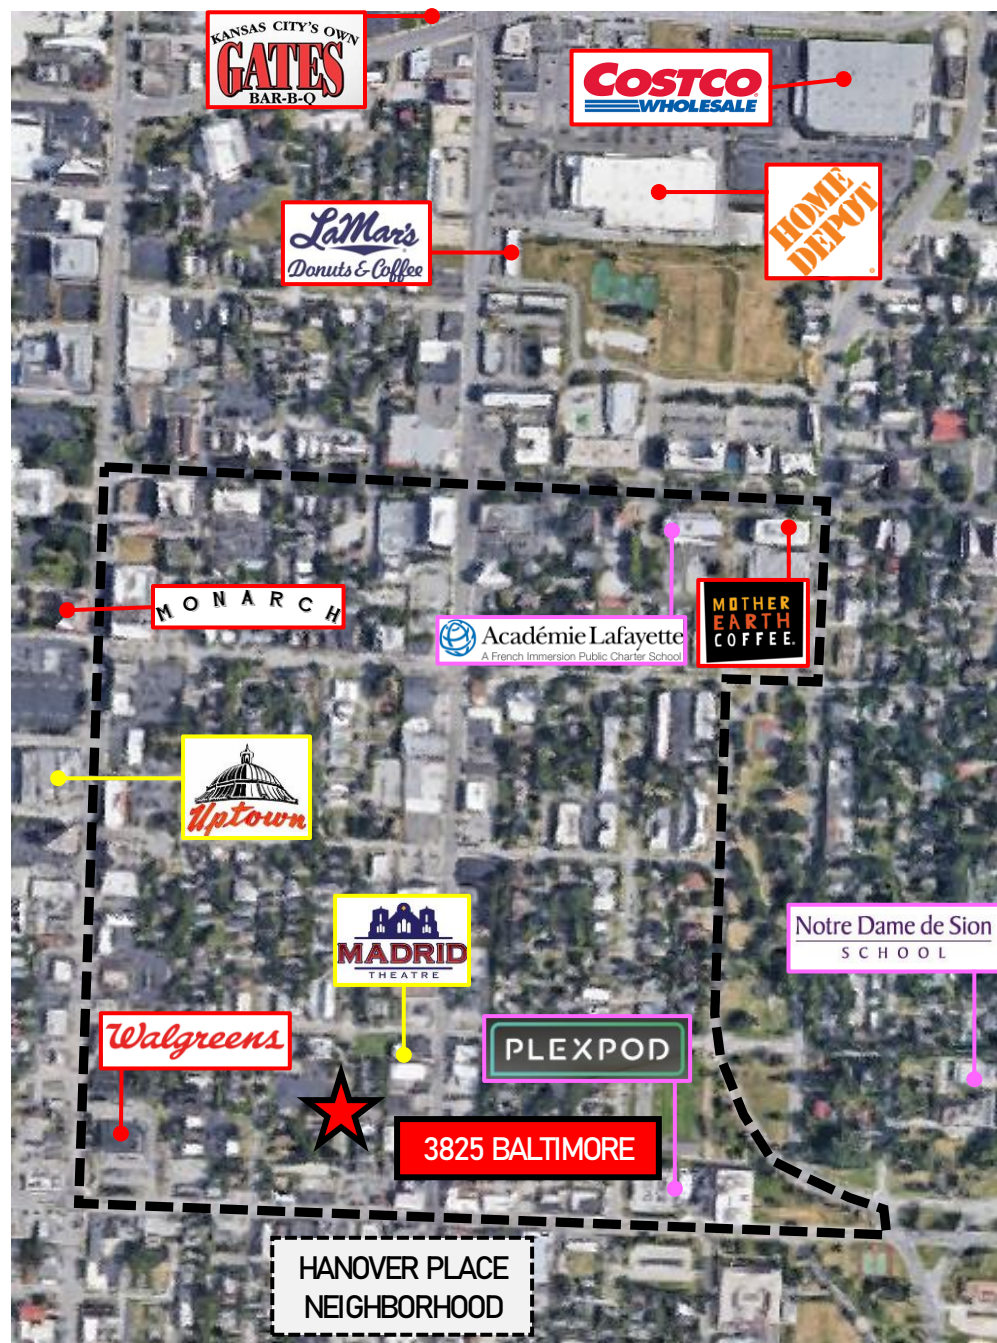 KANSAS CITY'S OWN
GATES
BAR-B-Q
COSTCO
WHOLESALE
HOME
DEPOT
LaMar's
Donuts & Coffee
MONARCH
Académie Lafayette
A French Immersion Public Charter School
MOTHER
EARTH
COFFEE.
Uptown
MADRID
THEATRE
Notre Dame de Sion
SCHOOL
Walgreens
PLEXPOD
3825 BALTIMORE
HANOVER PLACE
NEIGHBORHOOD